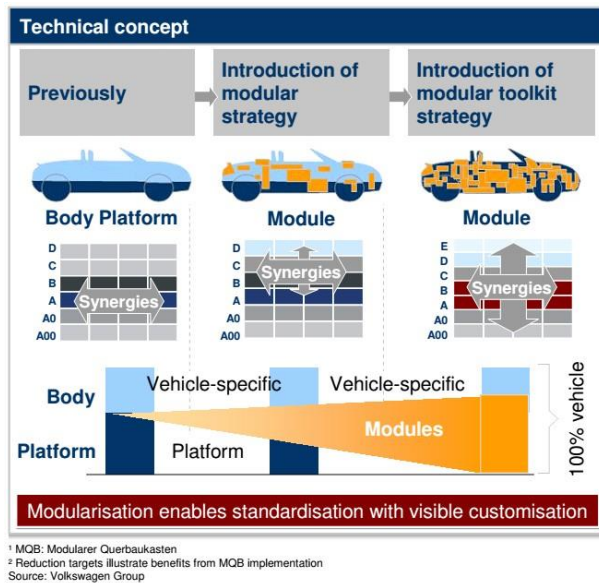 Technical concept
Previously
Introduction of
modular
strategy
Introduction of
modular toolkit
strategy
Body Platform
Module
Module
D
C
B
A
A0
A00
Synergies
D
C
B
A
A0
A00
Synergies
E
D
C
B
A
A0
A00
Synergies
Body
Vehicle-specific
Vehicle-specific
Modules
Platform
Platform
100% vehicle
Modularisation enables standardisation with visible customisation
¹ MQB: Modularer Querbaukasten
² Reduction targets illustrate benefits from MQB implementation
Source: Volkswagen Group